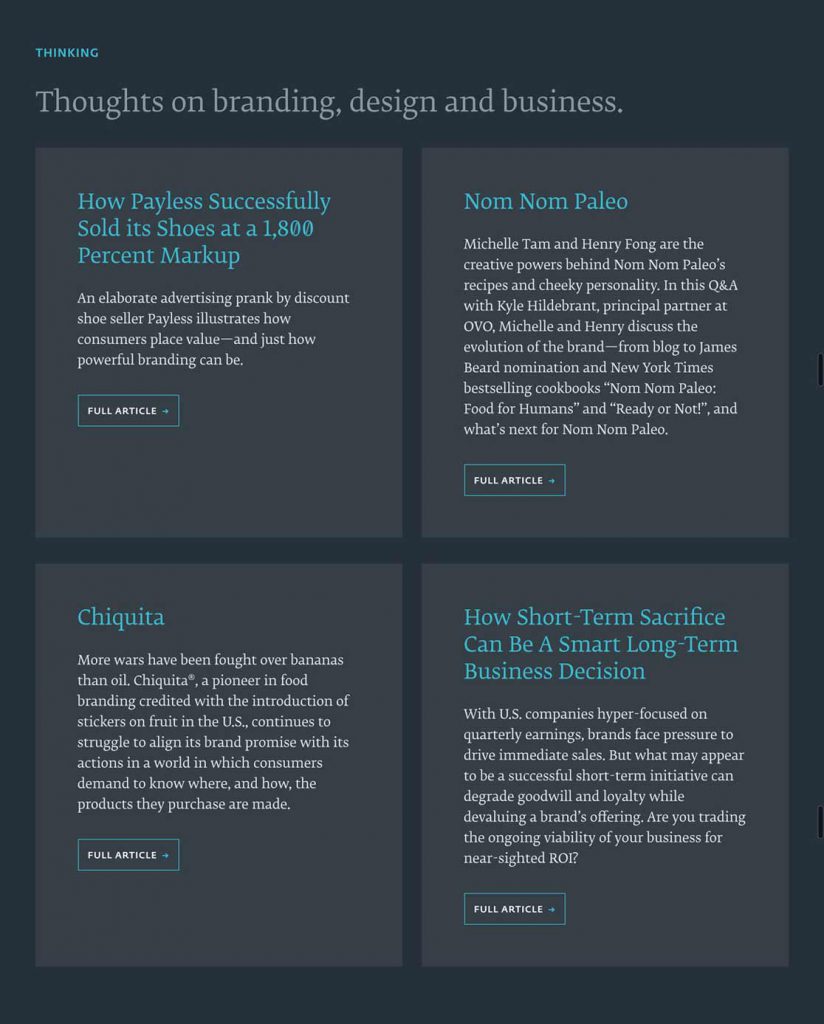 THINKING
Thoughts on branding, design and business.
How Payless Successfully
Sold its Shoes at a 1,800
Percent Markup
An elaborate advertising prank by discount
shoe seller Payless illustrates how
consumers place value—and just how
powerful branding can be.
FULL ARTICLE →
Nom Nom Paleo
Michelle Tam and Henry Fong are the
creative powers behind Nom Nom Paleo’s
recipes and cheeky personality. In this Q&A
with Kyle Hildebrant, principal partner at
OVO, Michelle and Henry discuss the
evolution of the brand—from blog to James
Beard nomination and New York Times
bestselling cookbooks “Nom Nom Paleo:
Food for Humans” and “Ready or Not!”, and
what’s next for Nom Nom Paleo.
FULL ARTICLE →
Chiquita
More wars have been fought over bananas
than oil. Chiquita®, a pioneer in food
branding credited with the introduction of
stickers on fruit in the U.S., continues to
struggle to align its brand promise with its
actions in a world in which consumers
demand to know where, and how, the
products they purchase are made.
FULL ARTICLE →
How Short-Term Sacrifice
Can Be A Smart Long-Term
Business Decision
With U.S. companies hyper-focused on
quarterly earnings, brands face pressure to
drive immediate sales. But what may appear
to be a successful short-term initiative can
degrade goodwill and loyalty while
devaluing a brand’s offering. Are you trading
the ongoing viability of your business for
near-sighted ROI?
FULL ARTICLE →